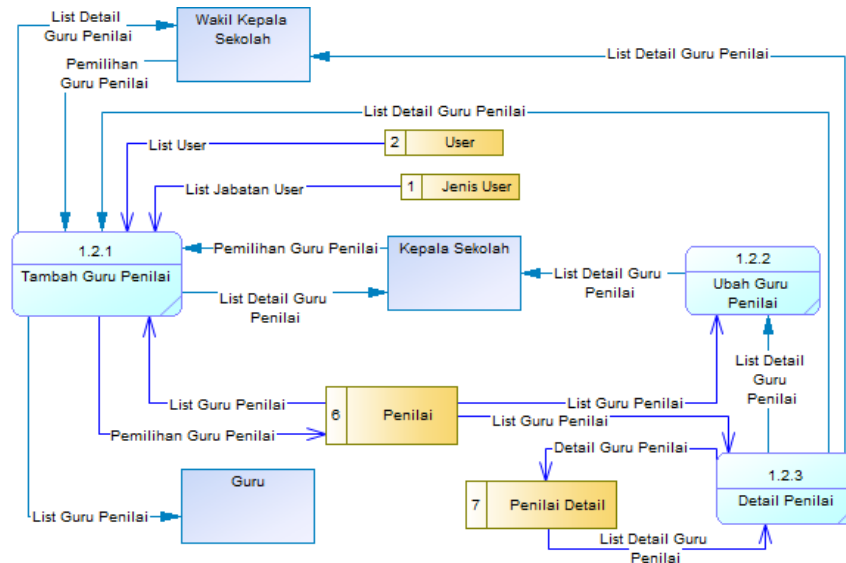 List Detail
Guru Penilai
Wakil Kepala
Sekolah
Pemilihan
Guru Penilai
List Detail Guru Penilai
List Detail Guru Penilai
List User
2
User
List Jabatan User
1
Jenis User
1.2.1
Tambah Guru Penilai
Pemilihan Guru Penilai
Kepala Sekolah
List Detail Guru
Penilai
List Detail Guru
Penilai
1.2.2
Ubah Guru
Penilai
List Detail
Guru
Penilai
List Guru Penilai
6
Penilai
List Guru Penilai
List Guru Penilai
Pemilihan Guru Penilai
Detail Guru Penilai
Guru
1.2.3
Detail Penilai
7
Penilai Detail
List Guru Penilai
List Detail Guru
Penilai